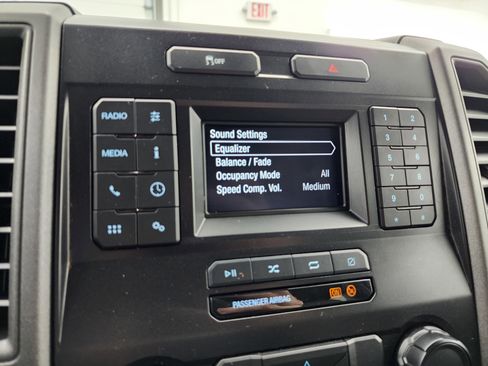 EXIT
OFF
RADIO
MEDIA
i
Sound Settings
Equalizer
Balance / Fade
Occupancy Mode All
Speed Comp. Vol. Medium
1 2
3 4
5 6
7 8
9 0
* #
PASSENGER AIRBAG ON